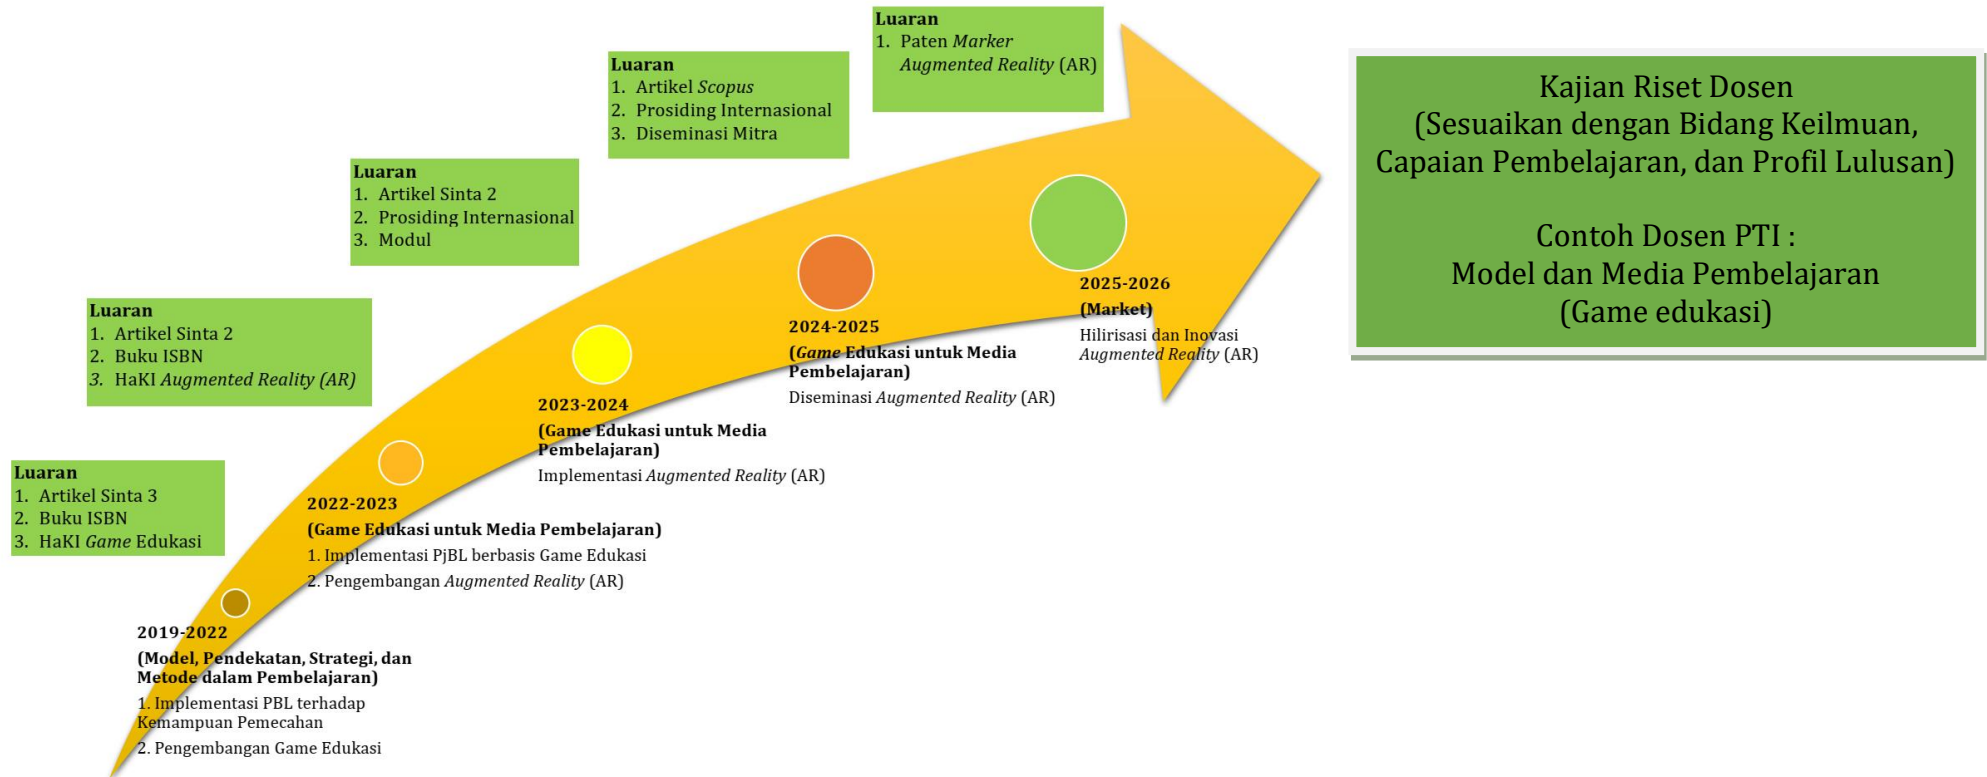 Luaran
1. Paten Marker
Augmented Reality (AR)
Luaran
1. Artikel Scopus
2. Prosiding Internasional
3. Diseminasi Mitra
Luaran
1. Artikel Sinta 2
2. Prosiding Internasional
3. Modul
Luaran
1. Artikel Sinta 2
2. Buku ISBN
3. HaKI Augmented Reality (AR)
Luaran
1. Artikel Sinta 3
2. Buku ISBN
3. HaKI Game Edukasi
2019-2022
(Model, Pendekatan, Strategi, dan
Metode dalam Pembelajaran)
1. Implementasi PBL terhadap
Kemampuan Pemecahan
2. Pengembangan Game Edukasi
2022-2023
(Game Edukasi untuk Media Pembelajaran)
1. Implementasi PjBL berbasis Game Edukasi
2. Pengembangan Augmented Reality (AR)
2023-2024
(Game Edukasi untuk Media
Pembelajaran)
Implementasi Augmented Reality (AR)
2024-2025
(Game Edukasi untuk Media
Pembelajaran)
Diseminasi Augmented Reality (AR)
2025-2026
(Market)
Hilirisasi dan Inovasi
Augmented Reality (AR)
Kajian Riset Dosen
(Sesuaikan dengan Bidang Keilmuan,
Capaian Pembelajaran, dan Profil Lulusan)
Contoh Dosen PTI :
Model dan Media Pembelajaran
(Game edukasi)